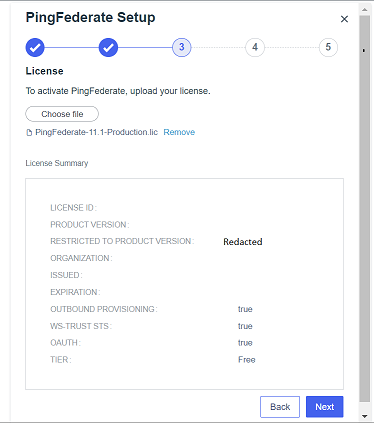 PingFederate Setup
3 4 5
License
To activate PingFederate, upload your license.
Choose file
PingFederate-11.1-Production.lic Remove
License Summary
LICENSE ID:
PRODUCT VERSION:
RESTRICTED TO PRODUCT VERSION: Redacted
ORGANIZATION:
ISSUED:
EXPIRATION:
OUTBOUND PROVISIONING: true
WS-TRUST STS: true
OAUTH: true
TIER: Free
Back Next